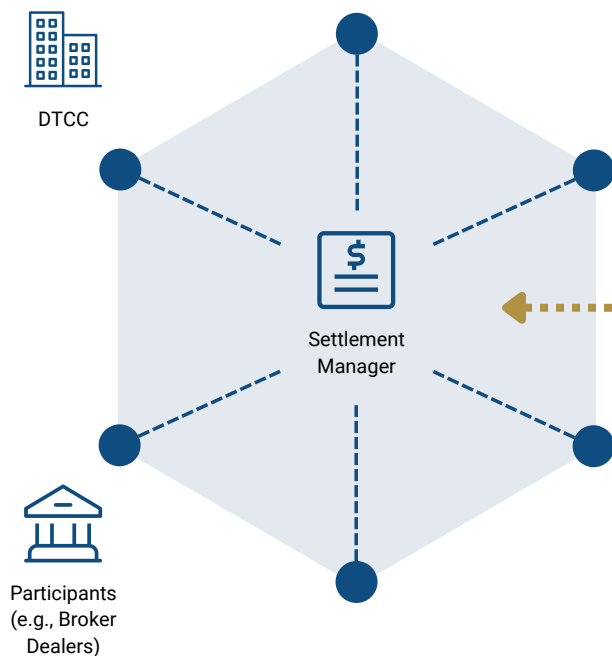 DTCC
$
Settlement
Manager
Participants
(e.g., Broker
Dealers)